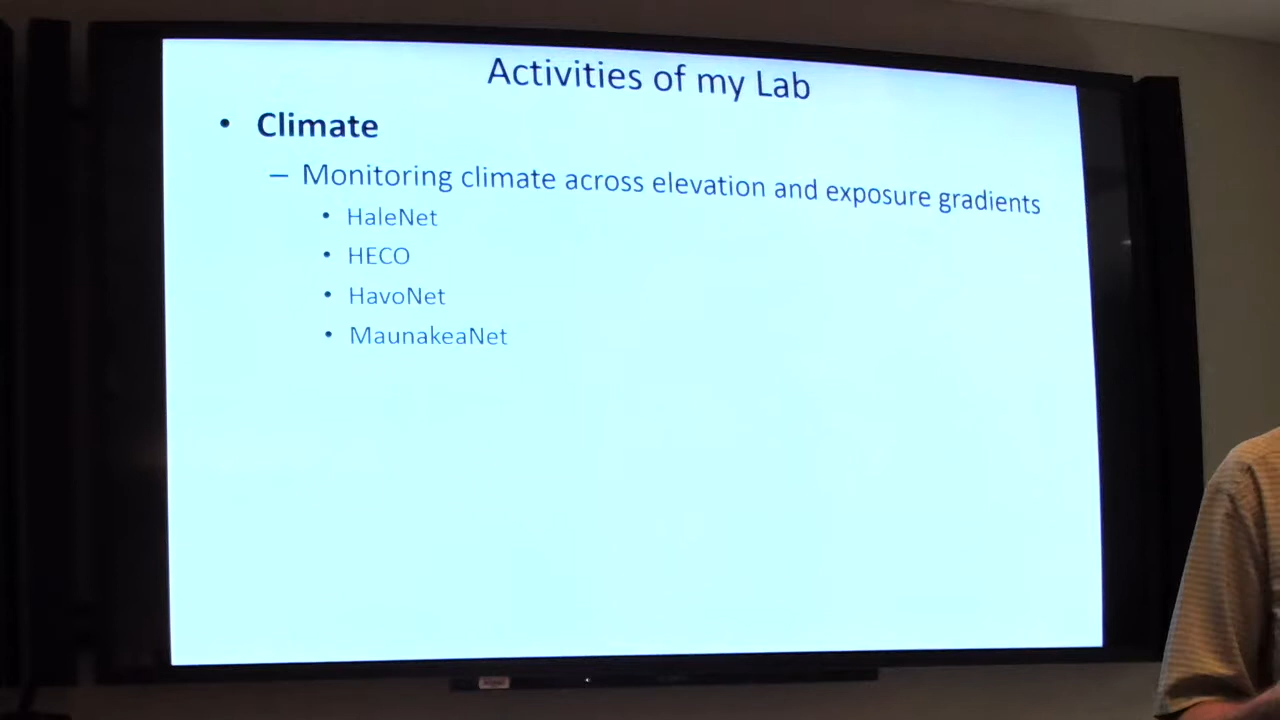 Activities of my Lab
• Climate
– Monitoring climate across elevation and exposure gradients
• HaleNet
• HECO
• HavoNet
• MaunakeaNet